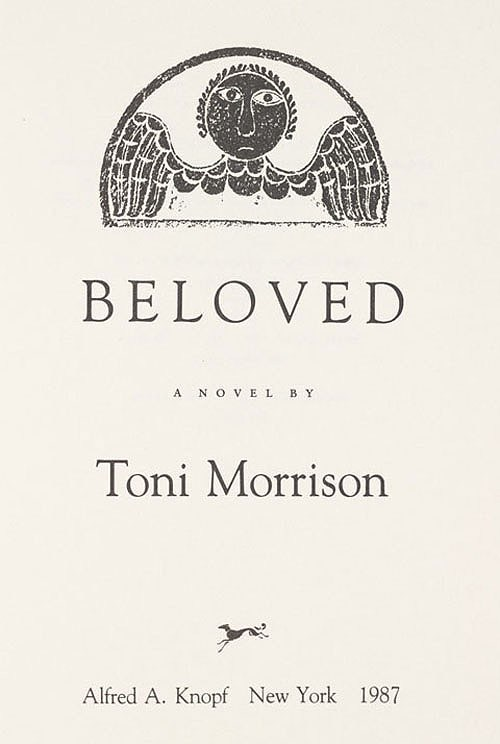 BELOVED
A NOVEL BY
Toni Morrison
Alfred A. Knopf New York 1987